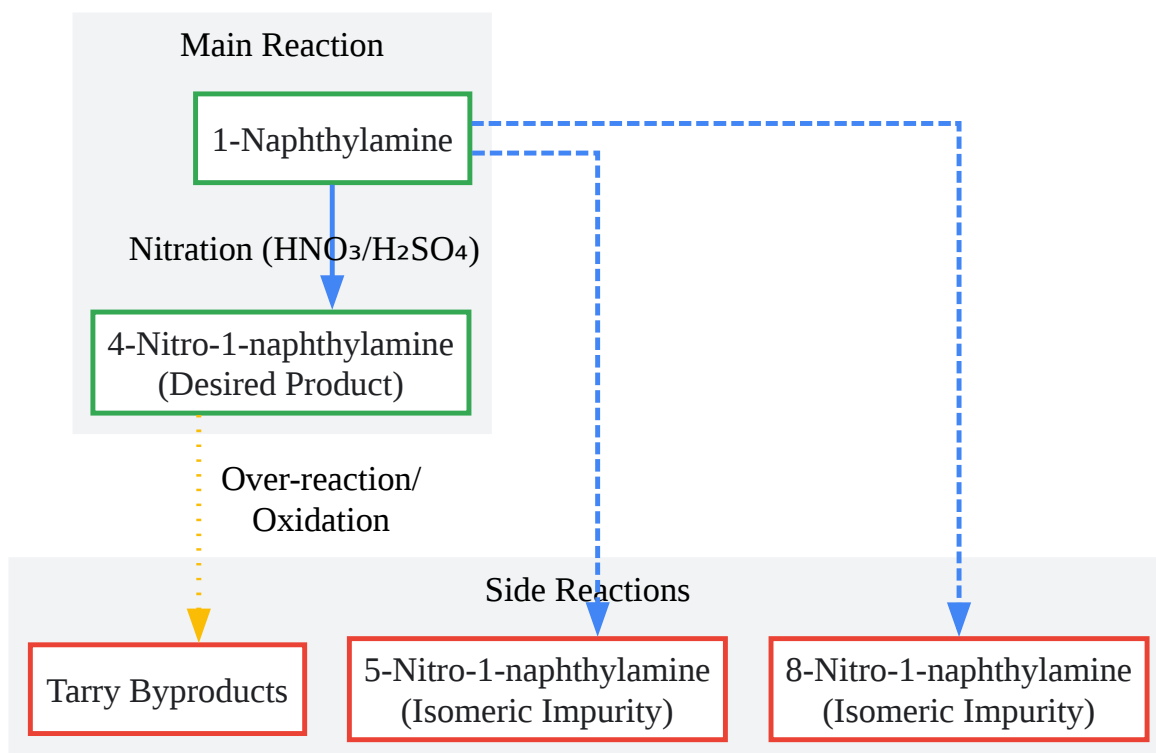 Main Reaction
1-Naphthylamine
Nitration (HNO₃/H₂SO₄)
4-Nitro-1-naphthylamine
(Desired Product)
Over-reaction/
Oxidation
Side Reactions
Tarry Byproducts
5-Nitro-1-naphthylamine
(Isomeric Impurity)
8-Nitro-1-naphthylamine
(Isomeric Impurity)